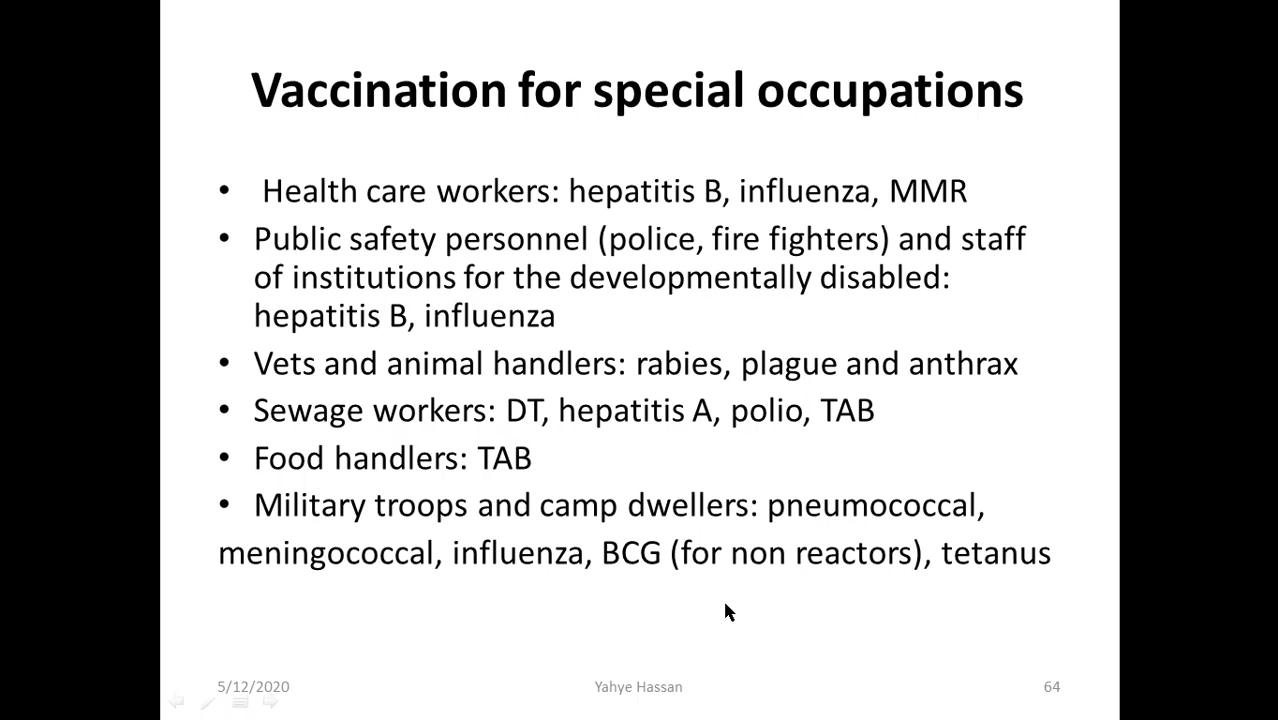 Vaccination for special occupations
• Health care workers: hepatitis B, influenza, MMR
• Public safety personnel (police, fire fighters) and staff
of institutions for the developmentally disabled:
hepatitis B, influenza
• Vets and animal handlers: rabies, plague and anthrax
• Sewage workers: DT, hepatitis A, polio, TAB
• Food handlers: TAB
• Military troops and camp dwellers: pneumococcal,
meningococcal, influenza, BCG (for non reactors), tetanus
5/12/2020 Yahye Hassan 64